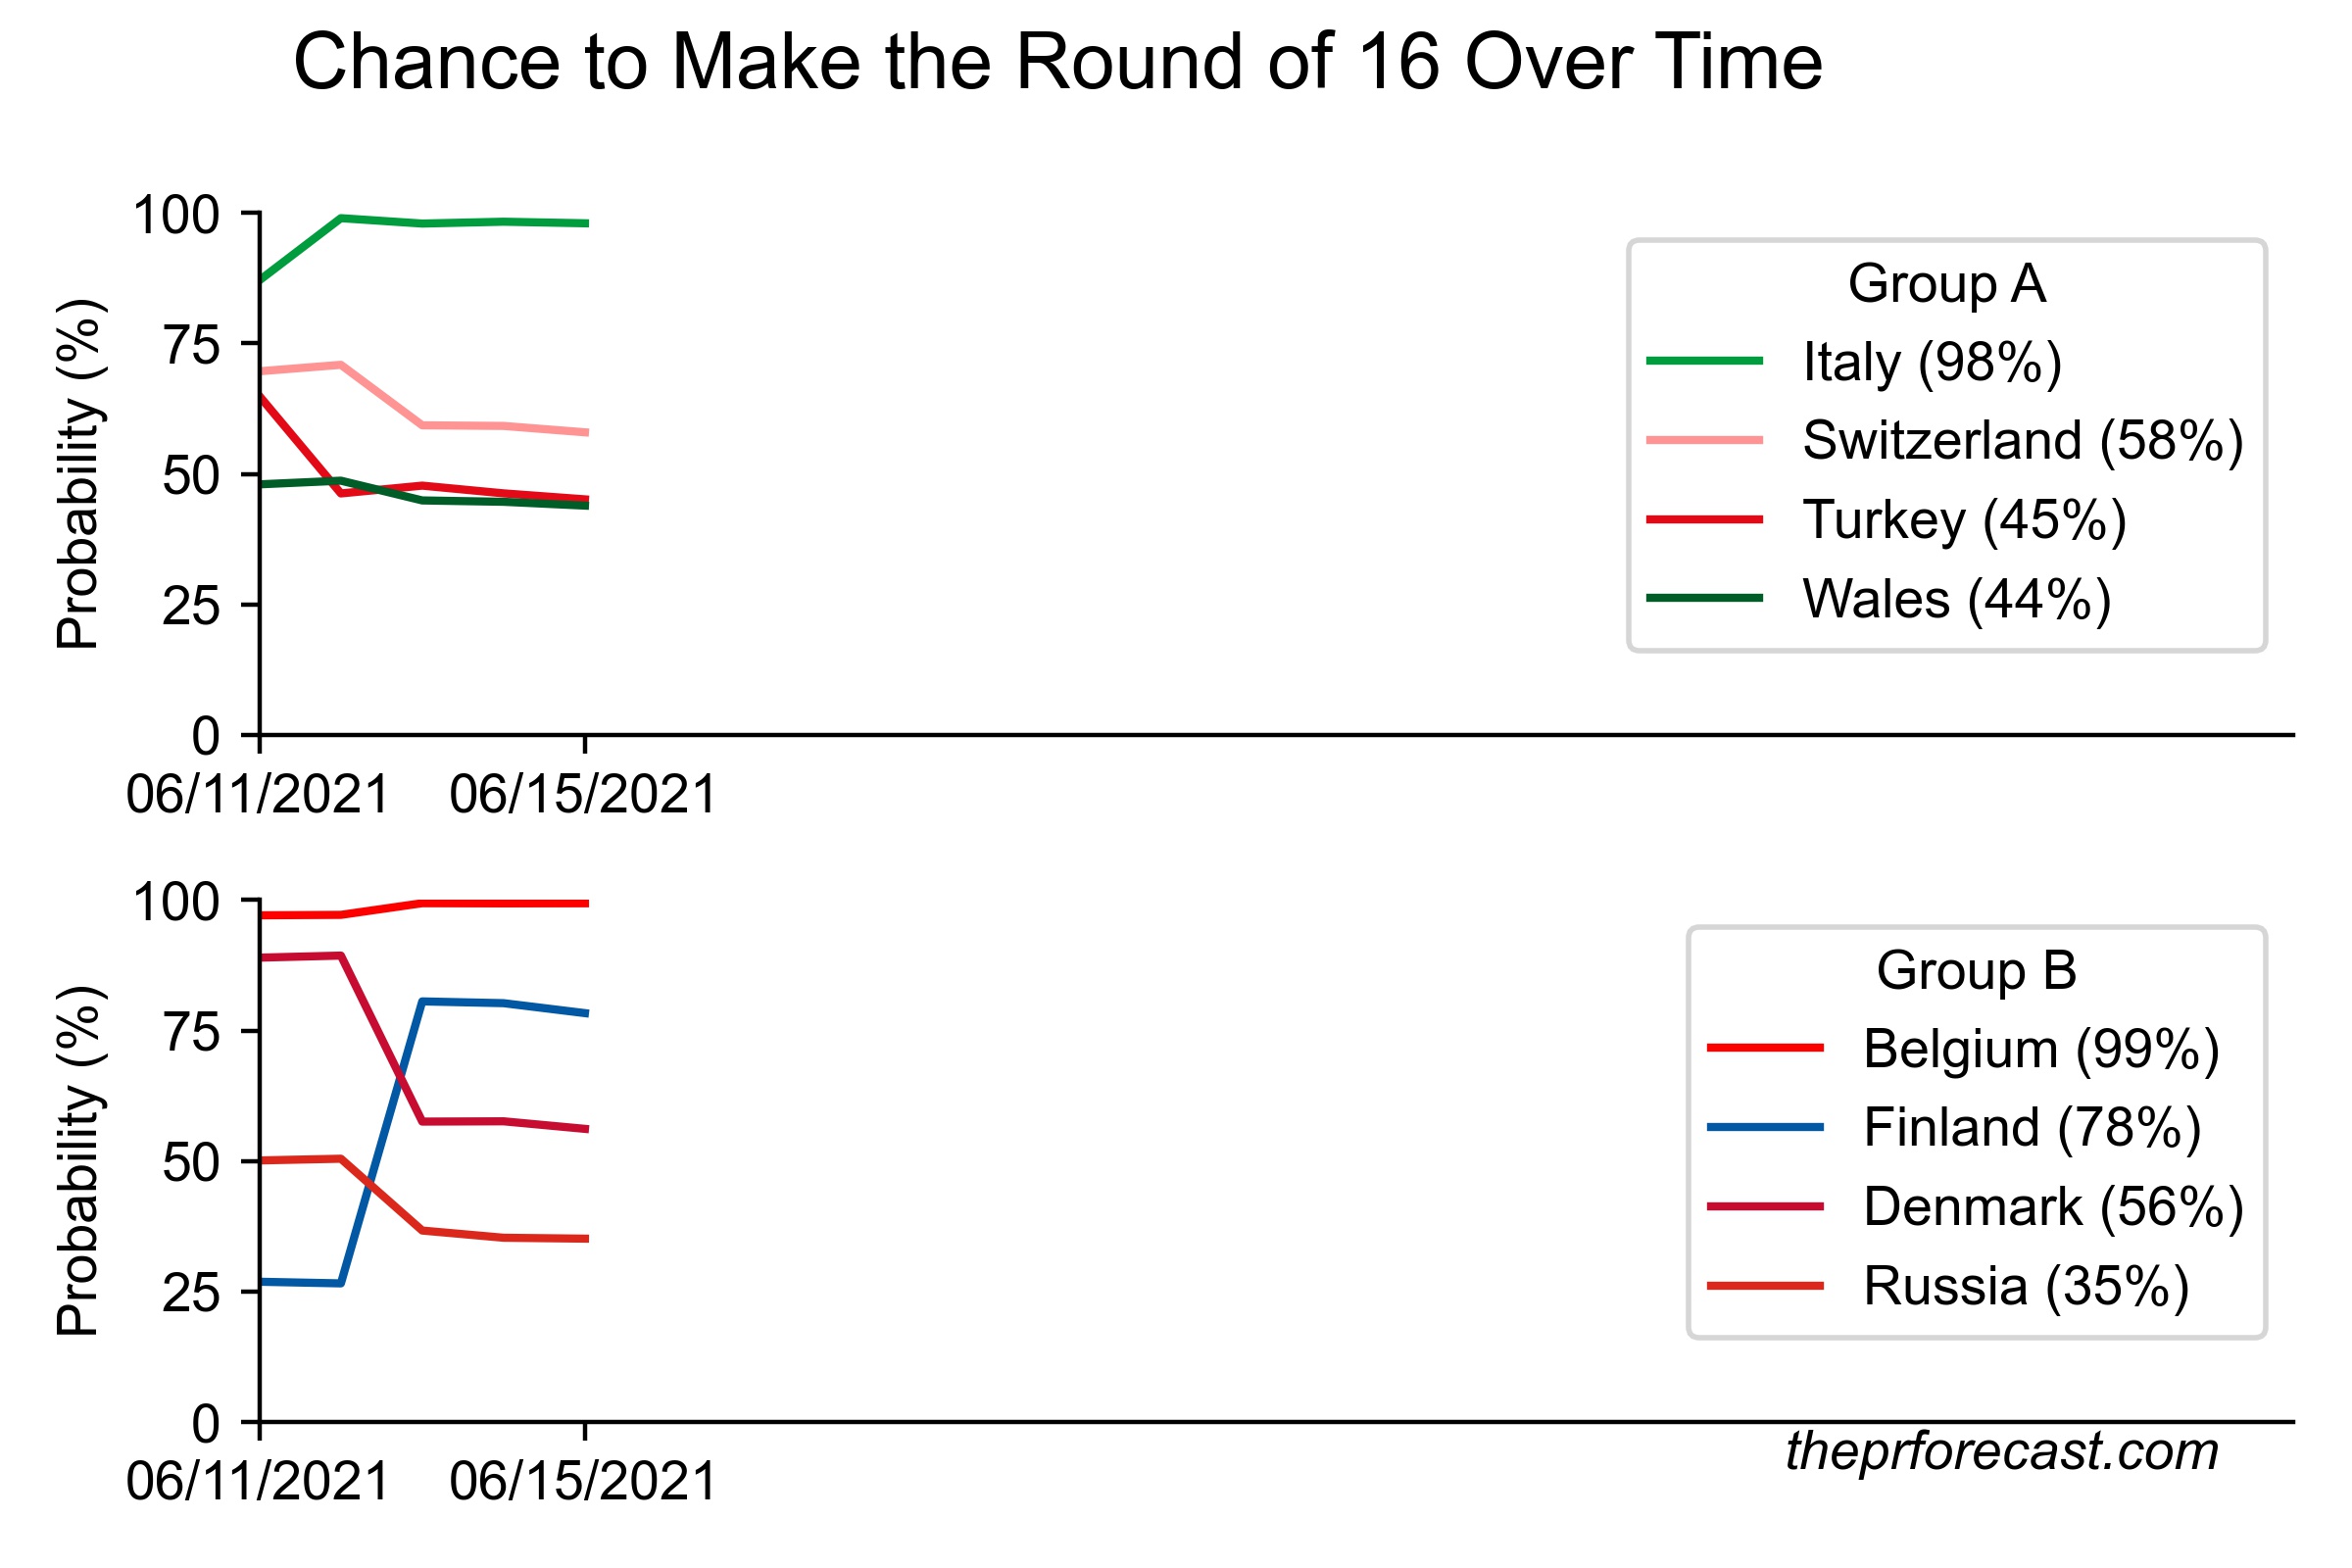 Chance to Make the Round of 16 Over Time
100
75
50
25
0
Probability (%)
06/11/2021 06/15/2021
Group A
Italy (98%)
Switzerland (58%)
Turkey (45%)
Wales (44%)
100
75
50
25
0
Probability (%)
06/11/2021 06/15/2021
Group B
Belgium (99%)
Finland (78%)
Denmark (56%)
Russia (35%)
theprforecast.com